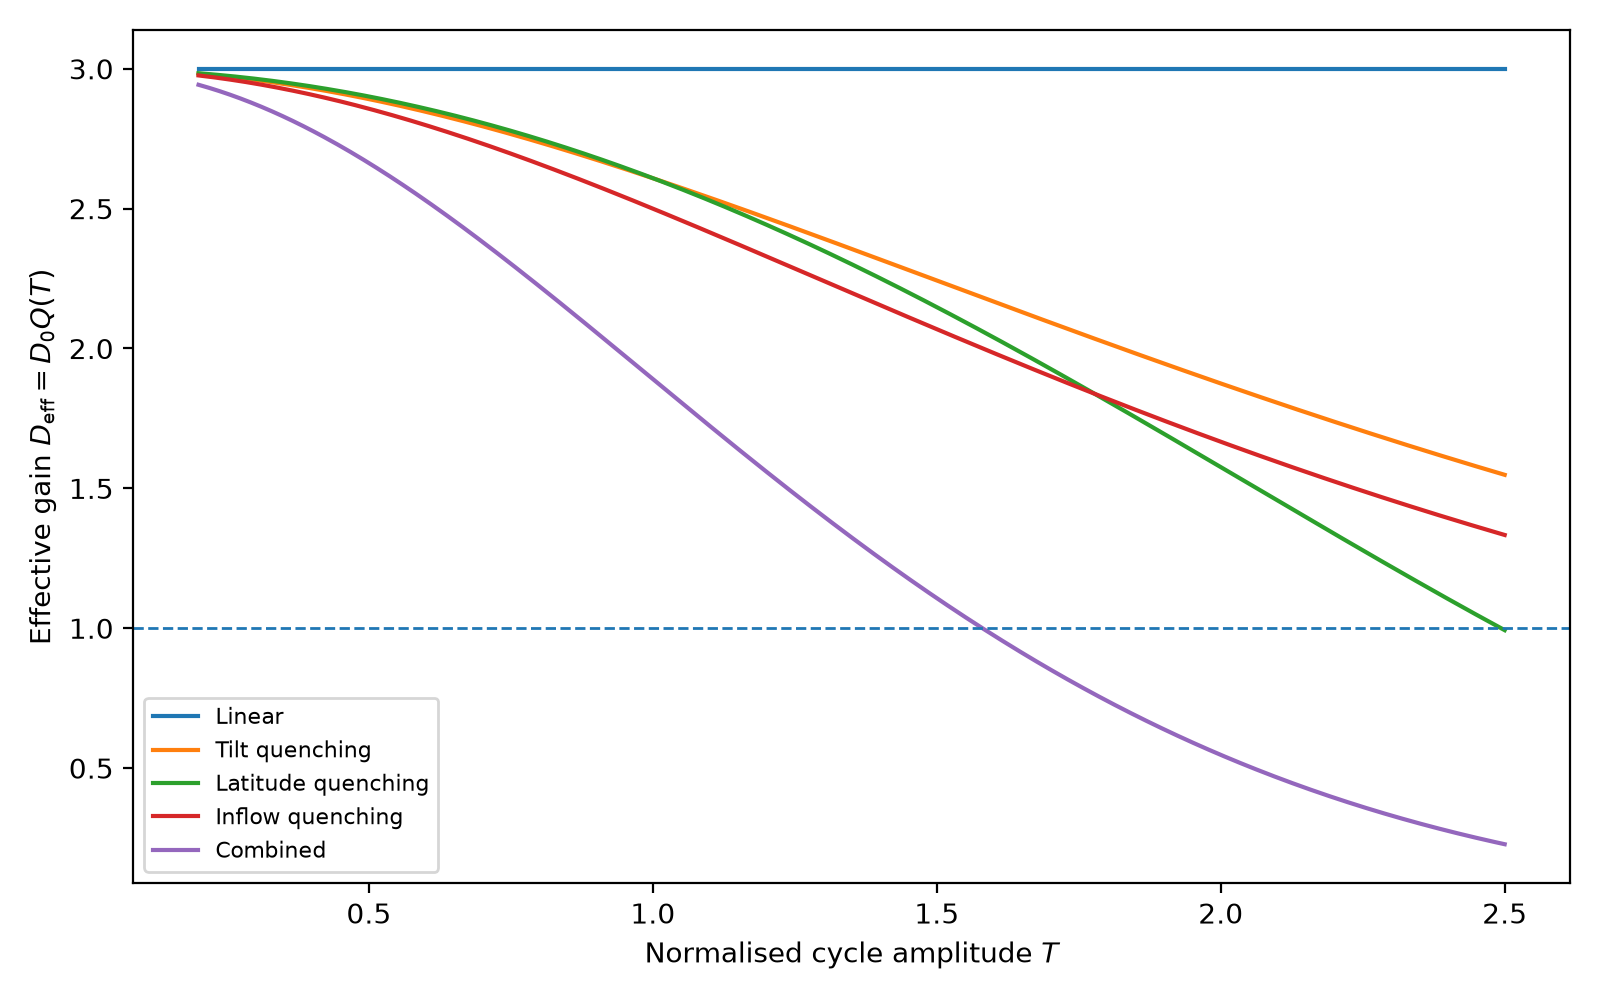 3.0
2.5
2.0
1.5
1.0
0.5
Effective gain D_eff = D_0Q(T)
Linear
Tilt quenching
Latitude quenching
Inflow quenching
Combined
0.5 1.0 1.5 2.0 2.5
Normalised cycle amplitude T